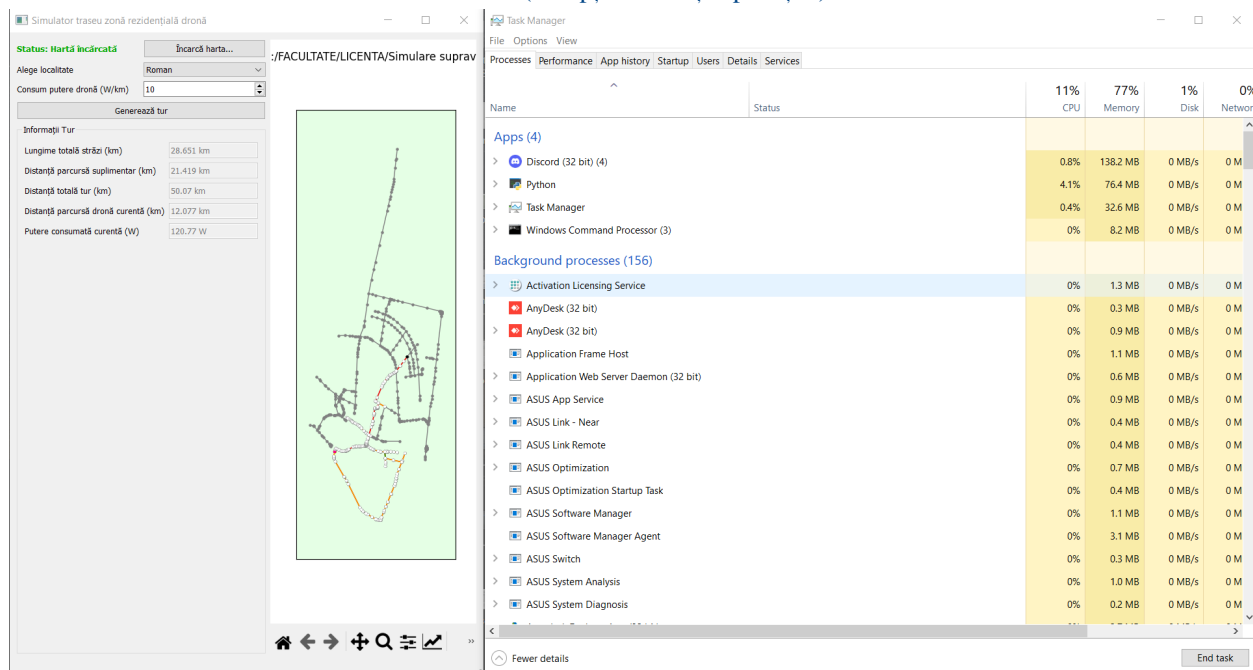 Simulator traseu zonă rezidențială dronă
Status: Hartă încărcată
Încarcă harta...
Alege localitate
Roman
Consum putere dronă (W/km)
10
Generează tur
Informații Tur
Lungime totală străzi (km)
28.651 km
Distanță parcursă suplimentar (km)
21.419 km
Distanță totală tur (km)
50.07 km
Distanță parcursă dronă curentă (km)
12.077 km
Putere consumată curentă (W)
120.77 W
:/FACULTATE/LICENTA/Simulare suprav
Task Manager
File Options View
Processes Performance App history Startup Users Details Services
11% 77% 1% 0%
Name Status CPU Memory Disk Networ
Apps (4)
Discord (32 bit) (4) 0.8% 138.2 MB 0 MB/s 0 M
Python 4.1% 76.4 MB 0 MB/s 0 M
Task Manager 0.4% 32.6 MB 0 MB/s 0 M
Windows Command Processor (3) 0% 8.2 MB 0 MB/s 0 M
Background processes (156)
Activation Licensing Service 0% 1.3 MB 0 MB/s 0 M
AnyDesk (32 bit) 0% 0.3 MB 0 MB/s 0 M
AnyDesk (32 bit) 0% 0.9 MB 0 MB/s 0 M
Application Frame Host 0% 1.1 MB 0 MB/s 0 M
Application Web Server Daemon (32 bit) 0% 0.6 MB 0 MB/s 0 M
ASUS App Service 0% 0.9 MB 0 MB/s 0 M
ASUS Link - Near 0% 0.4 MB 0 MB/s 0 M
ASUS Link Remote 0% 0.4 MB 0 MB/s 0 M
ASUS Optimization 0% 0.7 MB 0 MB/s 0 M
ASUS Optimization Startup Task 0% 0.4 MB 0 MB/s 0 M
ASUS Software Manager 0% 1.1 MB 0 MB/s 0 M
ASUS Software Manager Agent 0% 3.1 MB 0 MB/s 0 M
ASUS Switch 0% 0.3 MB 0 MB/s 0 M
ASUS System Analysis 0% 1.0 MB 0 MB/s 0 M
ASUS System Diagnosis 0% 0.2 MB 0 MB/s 0 M
Fewer details
End task